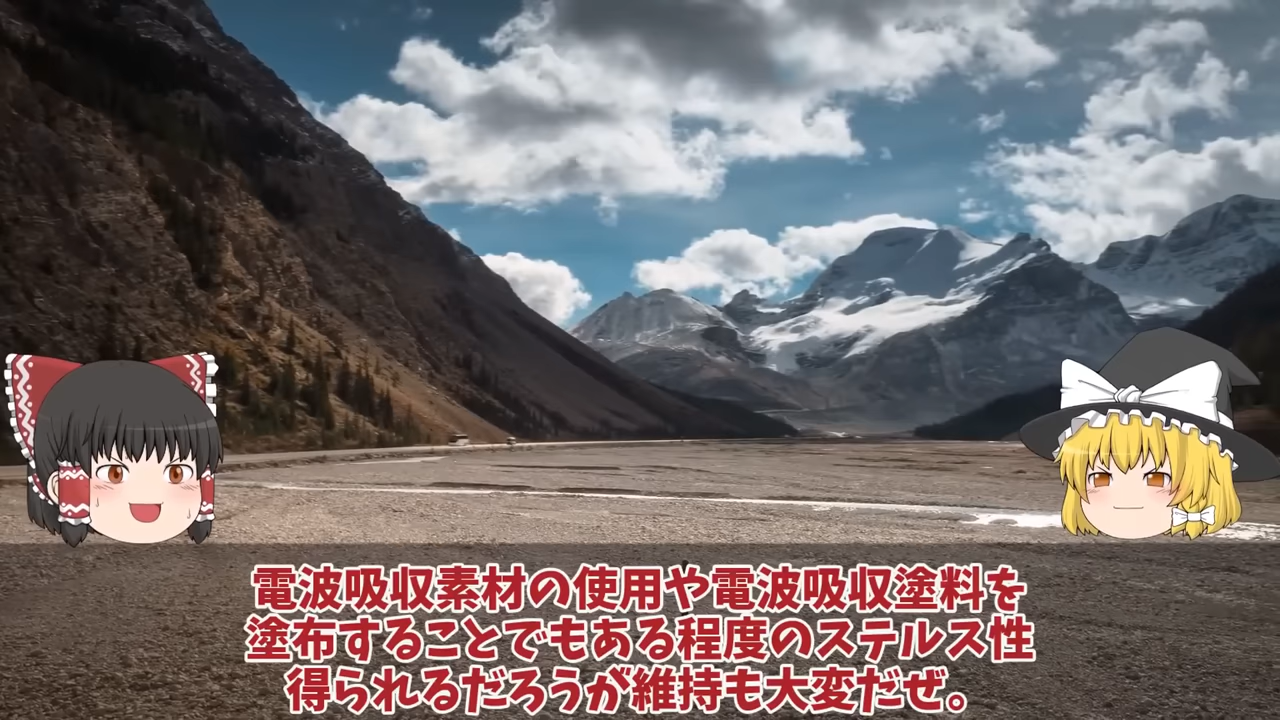 電波吸収素材の使用や電波吸収塗料を
塗布することでもある程度のステルス性
得られるだろうが維持も大変だぜ。